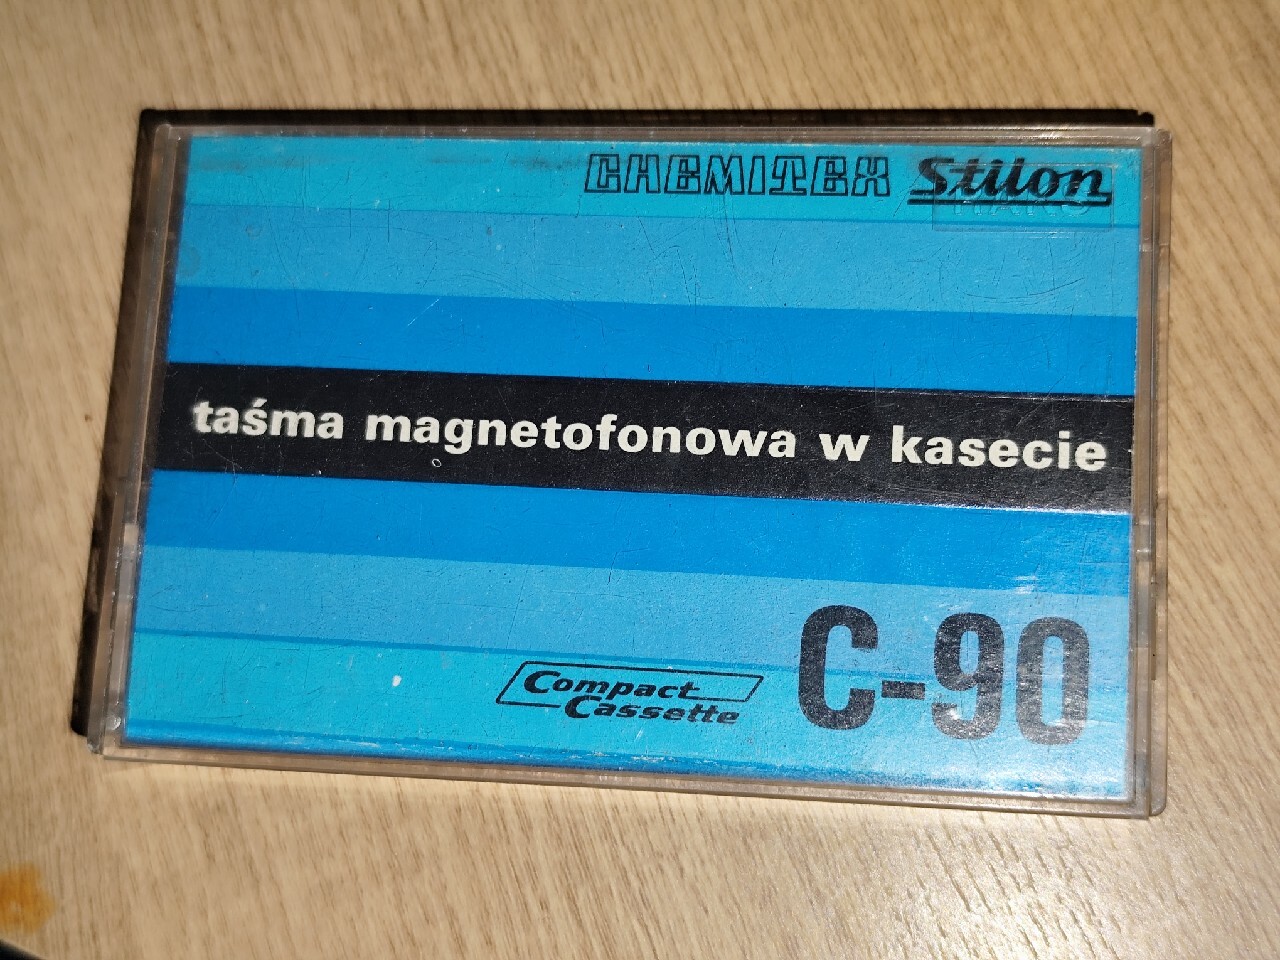 CHEMITEX Stilon
taśma magnetofonowa w kasecie
Compact
Cassette
C-90